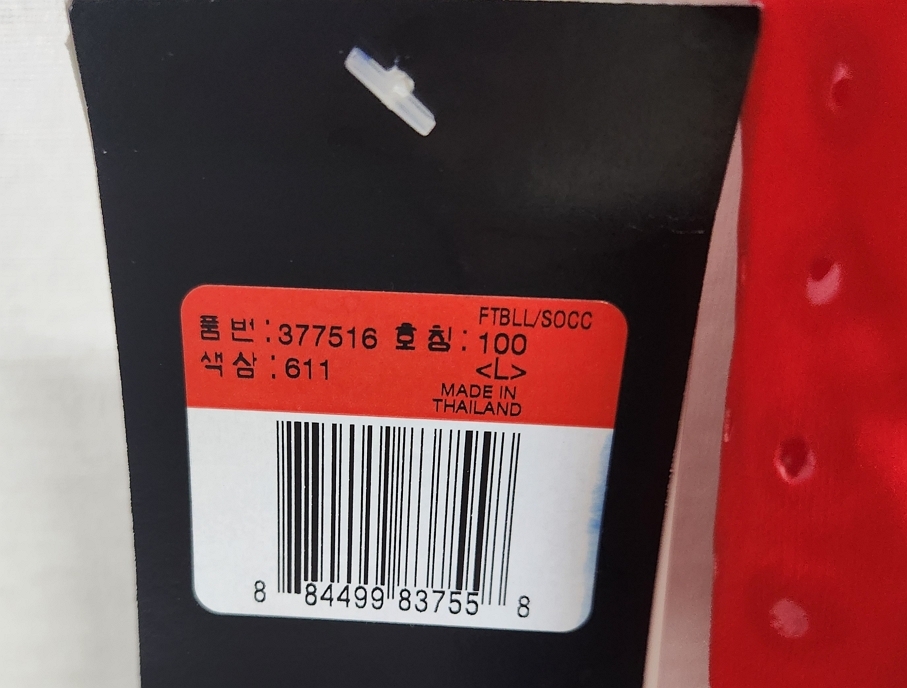 FTBLL/SOCC
품번:377516 호칭:100
색상:611 <L>
MADE IN
THAILAND
8 84499 83755 8